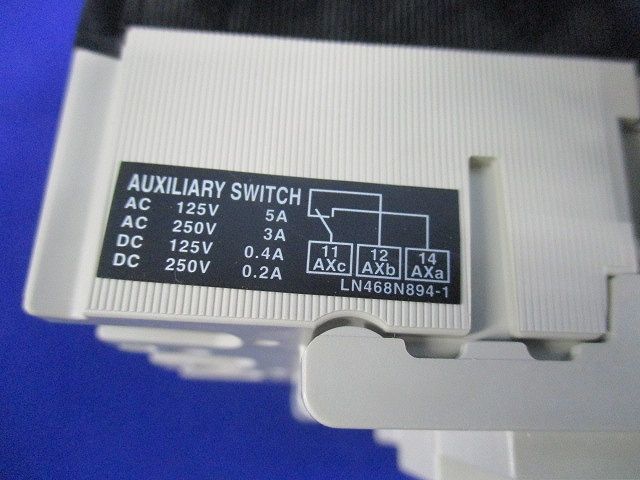 AUXILIARY SWITCH
AC 125V 5A
AC 250V 3A
DC 125V 0.4A
DC 250V 0.2A
11 12 14
AXc AXb AXa
LN468N894-1